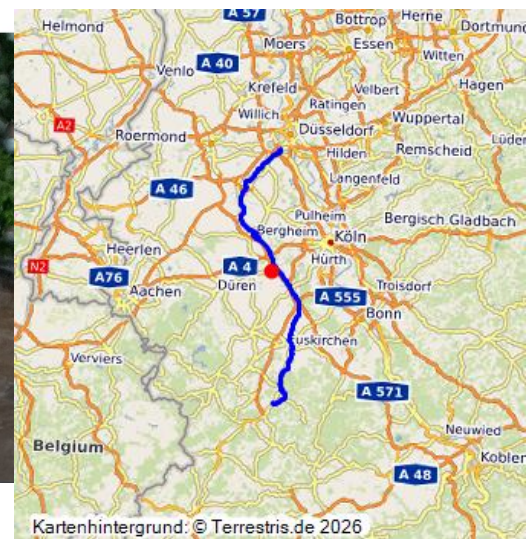 A 57
Herne
Dortmund
Helmond
Bottrop
Essen
Moers
Witten
A 40
Venlo
Krefeld
Velbert
Hagen
Ratingen
Willich
A2
Roermond
Düsseldorf
Wuppertal
Lüden
Hilden
Remscheid
A 46
Langenfeld
Pulheim
Bergisch Gladbach
Bergheim
Köln
Heerlen
N2
A76
A 4
Hürth
Düren
Troisdorf
Aachen
A 555
Bonn
Verviers
uskirchen
A 571
Neuwied
Belgium
Koblen
A 48
Kartenhintergrund: © Terrestris.de 2026